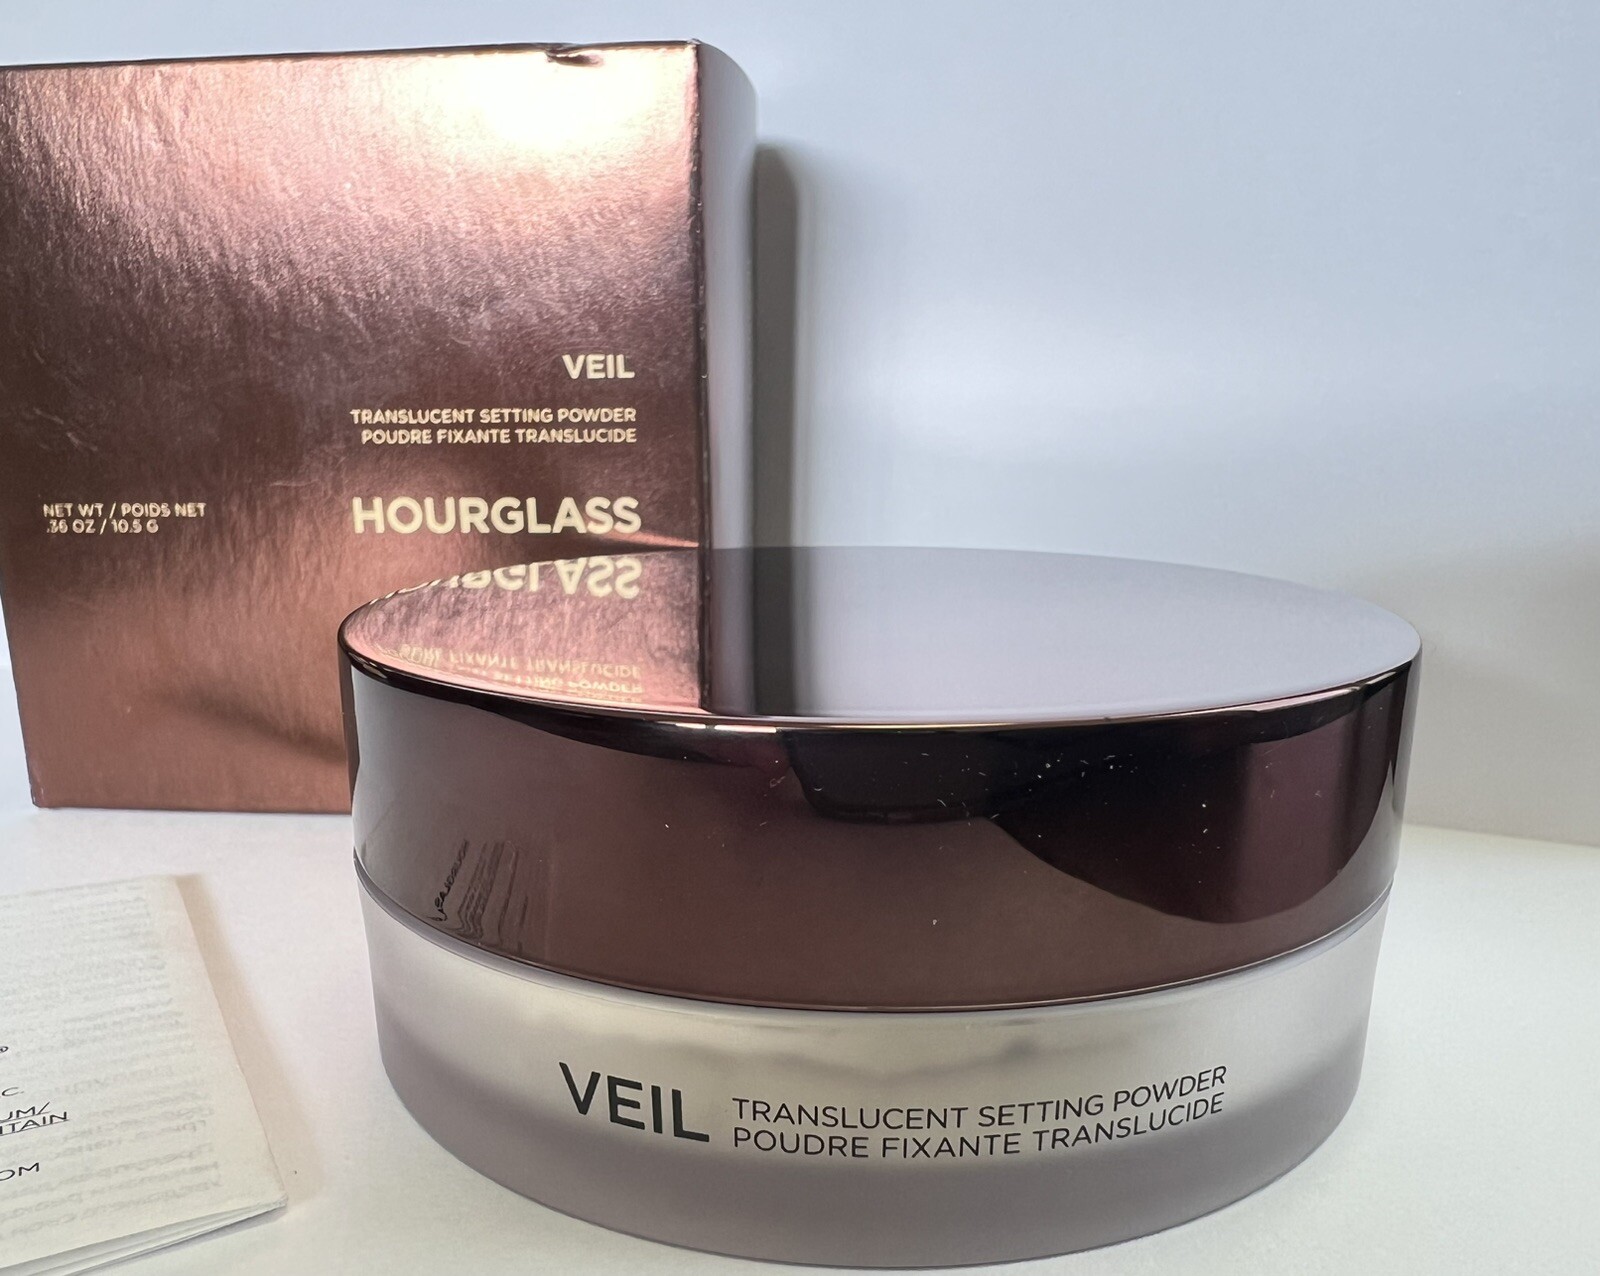 VEIL
TRANSLUCENT SETTING POWDER
POUDRE FIXANTE TRANSLUCIDE
NET WT / POIDS NET
.36 OZ / 10.5 G
HOURGLASS
VEIL
TRANSLUCENT SETTING POWDER
POUDRE FIXANTE TRANSLUCIDE